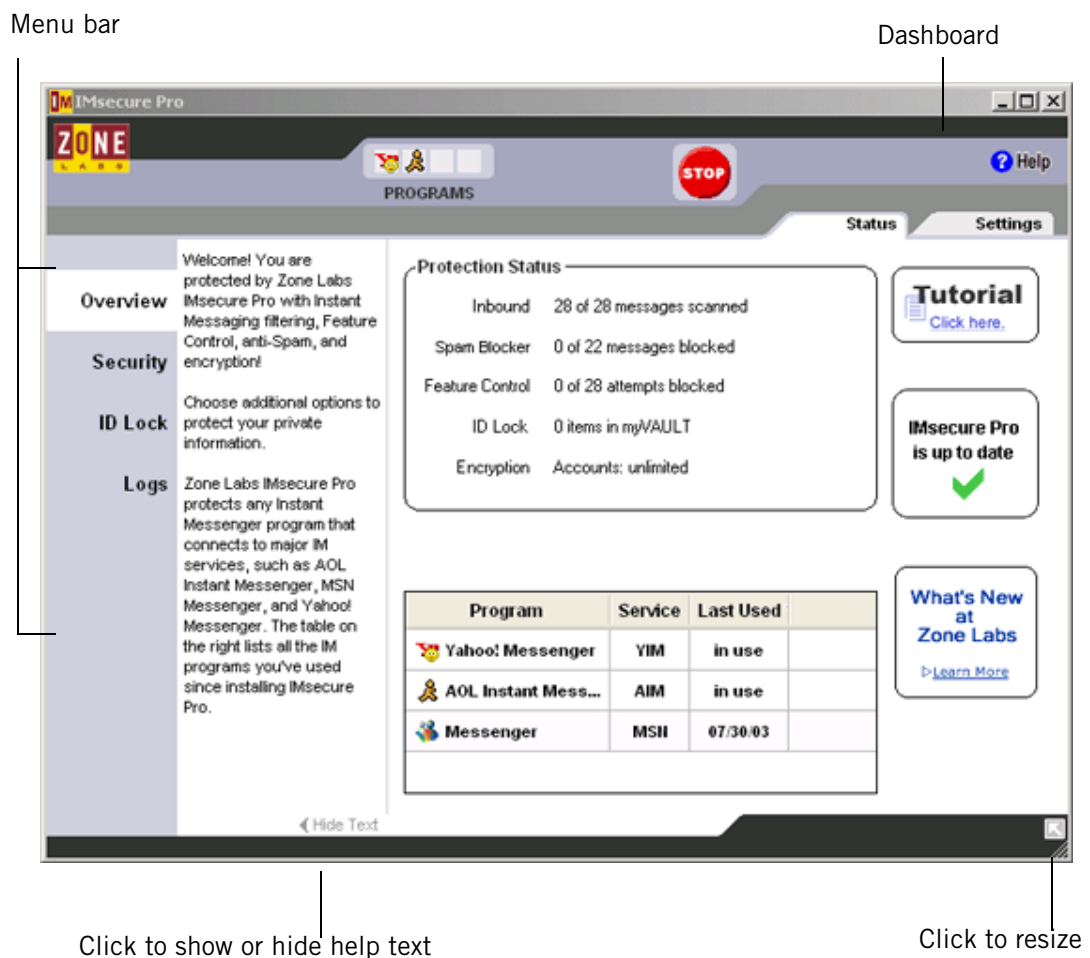 Menu bar
Dashboard
IMsecure Pro
ZONE
LABS
PROGRAMS
STOP
? Help
Status
Settings
Overview
Security
ID Lock
Logs
Welcome! You are
protected by Zone Labs
IMsecure Pro with Instant
Messaging filtering, Feature
Control, anti-Spam, and
encryption!
Choose additional options to
protect your private
information.
Zone Labs IMsecure Pro
protects any Instant
Messenger program that
connects to major IM
services, such as AOL
Instant Messenger, MSN
Messenger, and Yahoo!
Messenger. The table on
the right lists all the IM
programs you've used
since installing IMsecure
Pro.
Hide Text
Protection Status
Inbound 28 of 28 messages scanned
Spam Blocker 0 of 22 messages blocked
Feature Control 0 of 28 attempts blocked
ID Lock 0 items in myVAULT
Encryption Accounts: unlimited
Program Service Last Used
Yahoo! Messenger YIM in use
AOL Instant Mess... AIM in use
Messenger MSN 07/30/03
Tutorial
Click here.
IMsecure Pro
is up to date
What's New
at
Zone Labs
Learn More
Click to show or hide help text
Click to resize